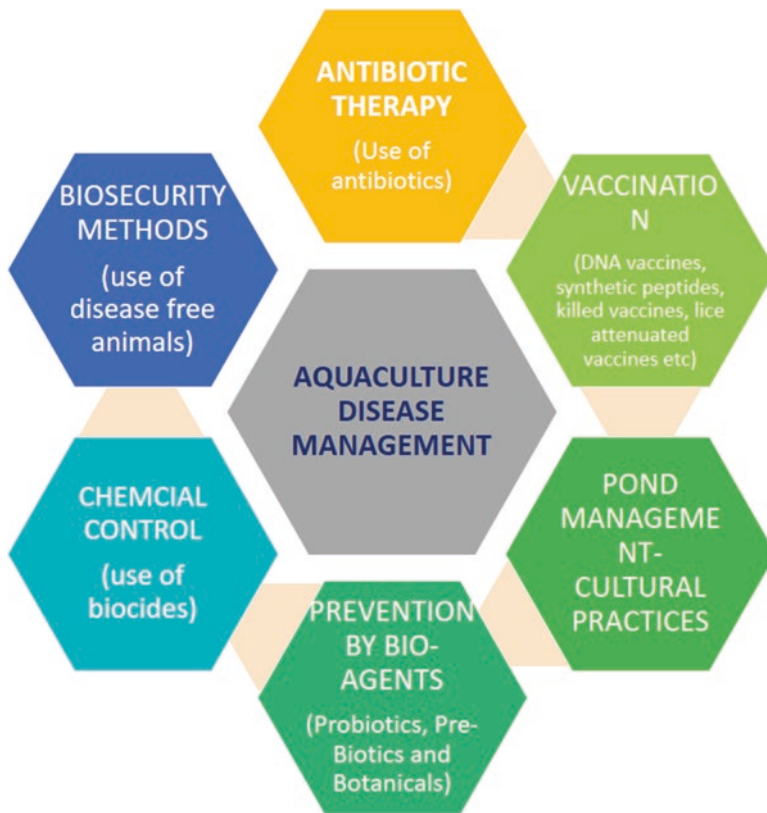 ANTIBIOTIC
THERAPY
(Use of
antibiotics)
VACCINATIO
N
(DNA vaccines,
synthetic peptides,
killed vaccines, lice
attenuated
vaccines etc)
POND
MANAGEME
NT-
CULTURAL
PRACTICES
PREVENTION
BY BIO-
AGENTS
(Probiotics, Pre-
Biotics and
Botanicals)
CHEMCIAL
CONTROL
(use of
biocides)
BIOSECURITY
METHODS
(use of
disease free
animals)
AQUACULTURE
DISEASE
MANAGEMENT